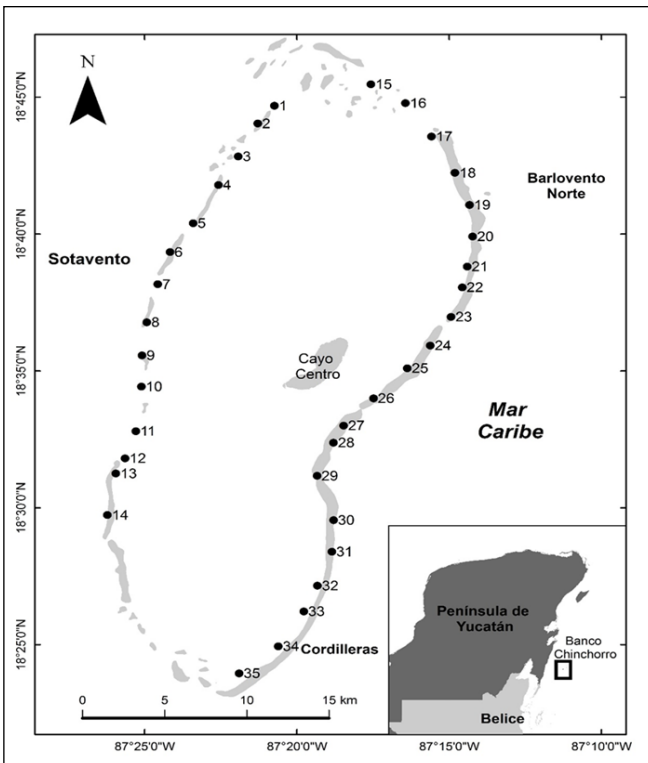 N
18°45'0"N
18°40'0"N
18°35'0"N
18°30'0"N
18°25'0"N
1
2
3
4
5
6
7
8
9
10
11
12
13
14
15
16
17
18
19
20
21
22
23
24
25
26
27
28
29
30
31
32
33
34
35
Barlovento
Norte
Sotavento
Cayo
Centro
Mar
Caribe
Cordilleras
Península de
Yucatán
Banco
Chinchorro
Belice
0 5 10 15 km
87°25'0"W 87°20'0"W 87°15'0"W 87°10'0"W